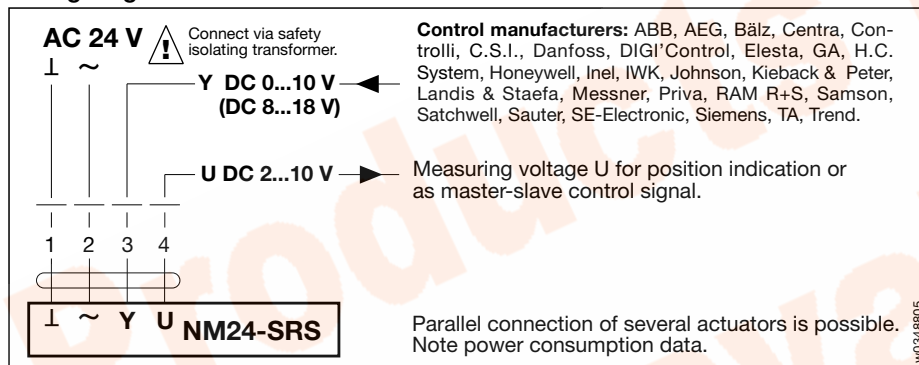 AC 24 V
Connect via safety
isolating transformer.
⊥ ~
Y DC 0...10 V
(DC 8...18 V)
U DC 2...10 V
Control manufacturers: ABB, AEG, Bälz, Centra, Con-
trolli, C.S.I., Danfoss, DIGI'Control, Elesta, GA, H.C.
System, Honeywell, Inel, IWK, Johnson, Kieback & Peter,
Landis & Staefa, Messner, Priva, RAM R+S, Samson,
Satchwell, Sauter, SE-Electronic, Siemens, TA, Trend.
Measuring voltage U for position indication or
as master-slave control signal.
1 2 3 4
⊥ ~ Y U NM24-SRS
Parallel connection of several actuators is possible.
Note power consumption data.
w0348805
Products